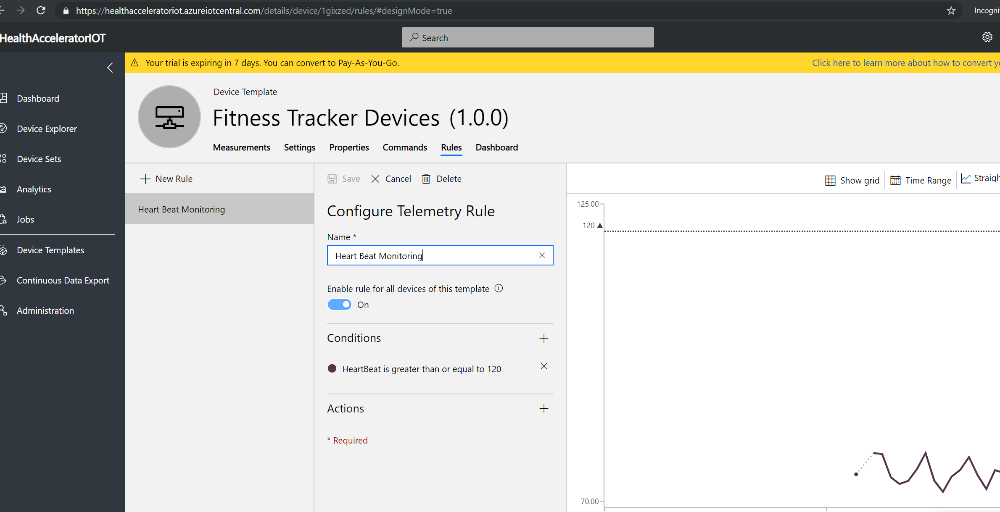 https://healthacceleratoriot.azureiotcentral.com/details/device/1gixzed/rules/#designMode=true
HealthAcceleratorIOT
Search
Your trial is expiring in 7 days. You can convert to Pay-As-You-Go.
Click here to learn more about how to convert
Dashboard
Device Explorer
Device Sets
Analytics
Jobs
Device Templates
Continuous Data Export
Administration
Device Template
Fitness Tracker Devices (1.0.0)
Measurements Settings Properties Commands Rules Dashboard
New Rule
Heart Beat Monitoring
Save Cancel Delete
Configure Telemetry Rule
Name *
Heart Beat Monitoring
Enable rule for all devices of this template
On
Conditions
HeartBeat is greater than or equal to 120
Actions
* Required
Show grid Time Range
125.00
120
70.00